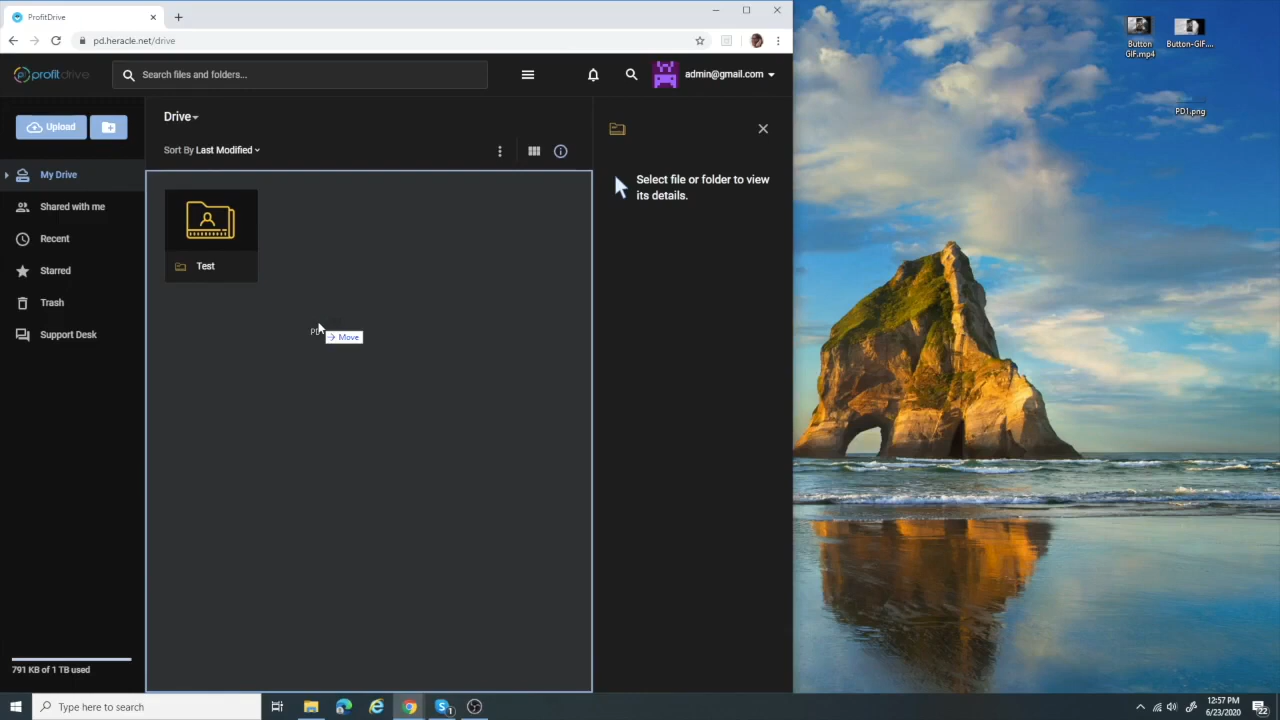 ProfitDrive
pd.heracle.net/drive
profitdrive
Search files and folders...
admin@gmail.com
Upload
My Drive
Shared with me
Recent
Starred
Trash
Support Desk
791 KB of 1 TB used
Drive
Sort By Last Modified
Test
Move
Select file or folder to view
its details.
Button
GIF.mp4
Button-GIF....
PD1.png
Type here to search
1
12:57 PM
6/23/2020
22